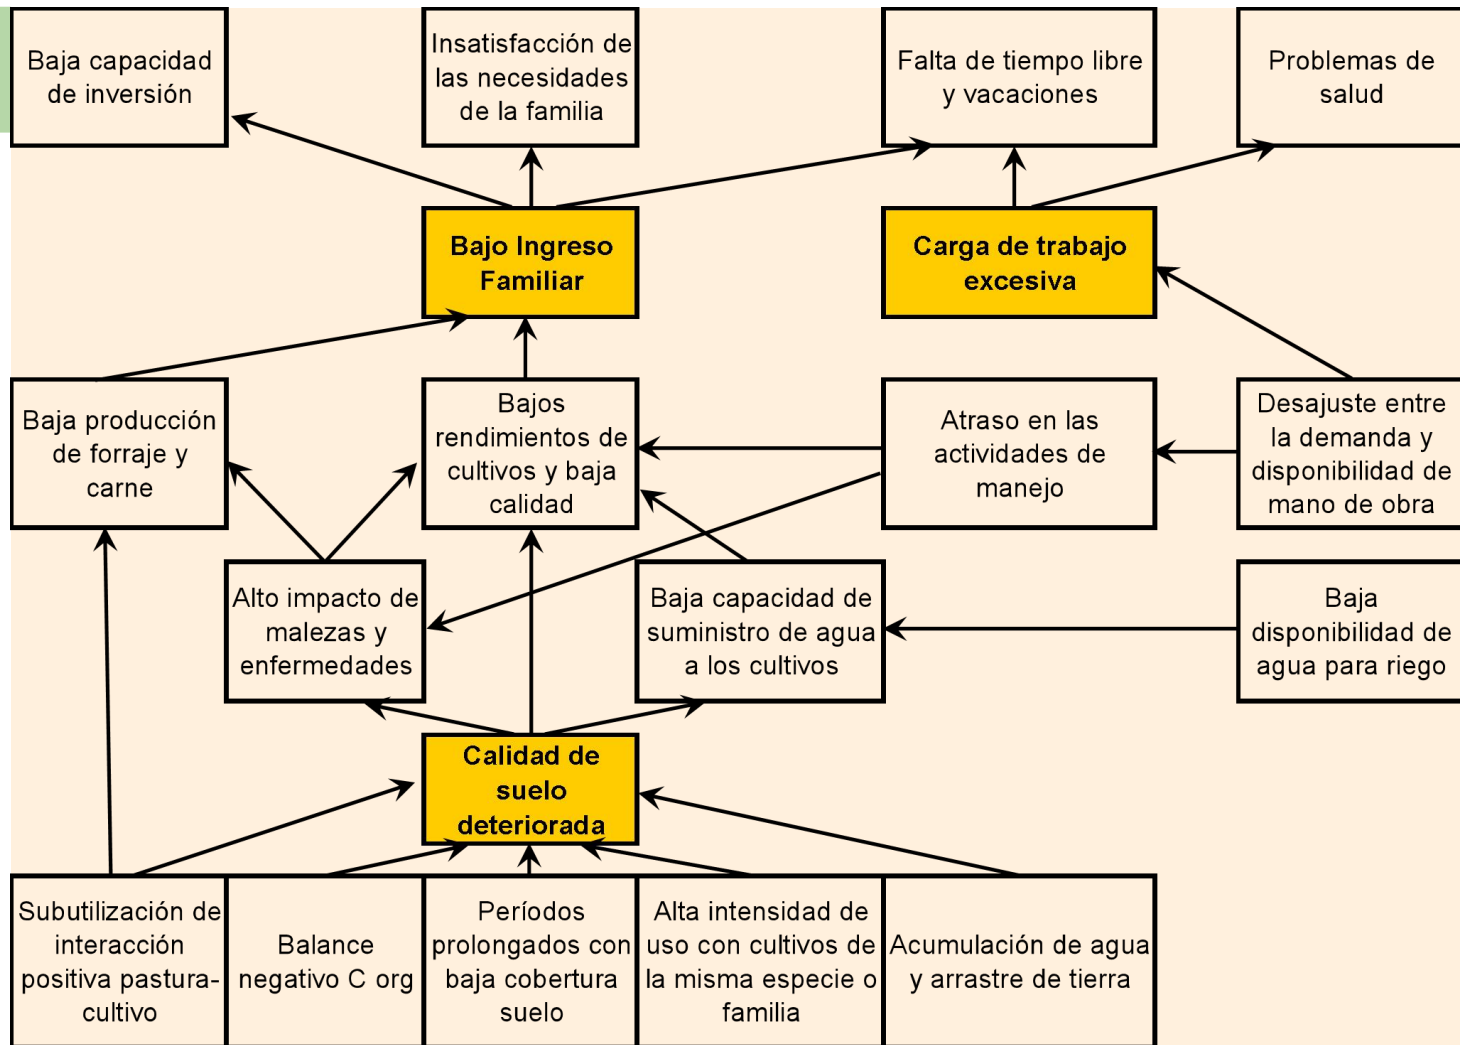 Baja capacidad
de inversión
Insatisfacción de
las necesidades
de la familia
Falta de tiempo libre
y vacaciones
Problemas de
salud
Bajo Ingreso
Familiar
Carga de trabajo
excesiva
Baja producción
de forraje y
carne
Bajos
rendimientos de
cultivos y baja
calidad
Atraso en las
actividades de
manejo
Desajuste entre
la demanda y
disponibilidad de
mano de obra
Alto impacto de
malezas y
enfermedades
Baja capacidad de
suministro de agua
a los cultivos
Baja
disponibilidad de
agua para riego
Calidad de
suelo
deteriorada
Subutilización de
interacción
positiva pastura-
cultivo
Balance
negativo C org
Períodos
prolongados con
baja cobertura
suelo
Alta intensidad de
uso con cultivos de
la misma especie o
familia
Acumulación de agua
y arrastre de tierra